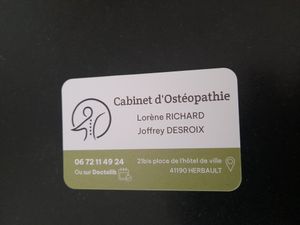 Cabinet d'Ostéopathie
Lorène RICHARD
Joffrey DESROIX
06 72 11 49 24
Ou sur Doctolib
21bis place de l'hôtel de ville
41190 HERBAULT